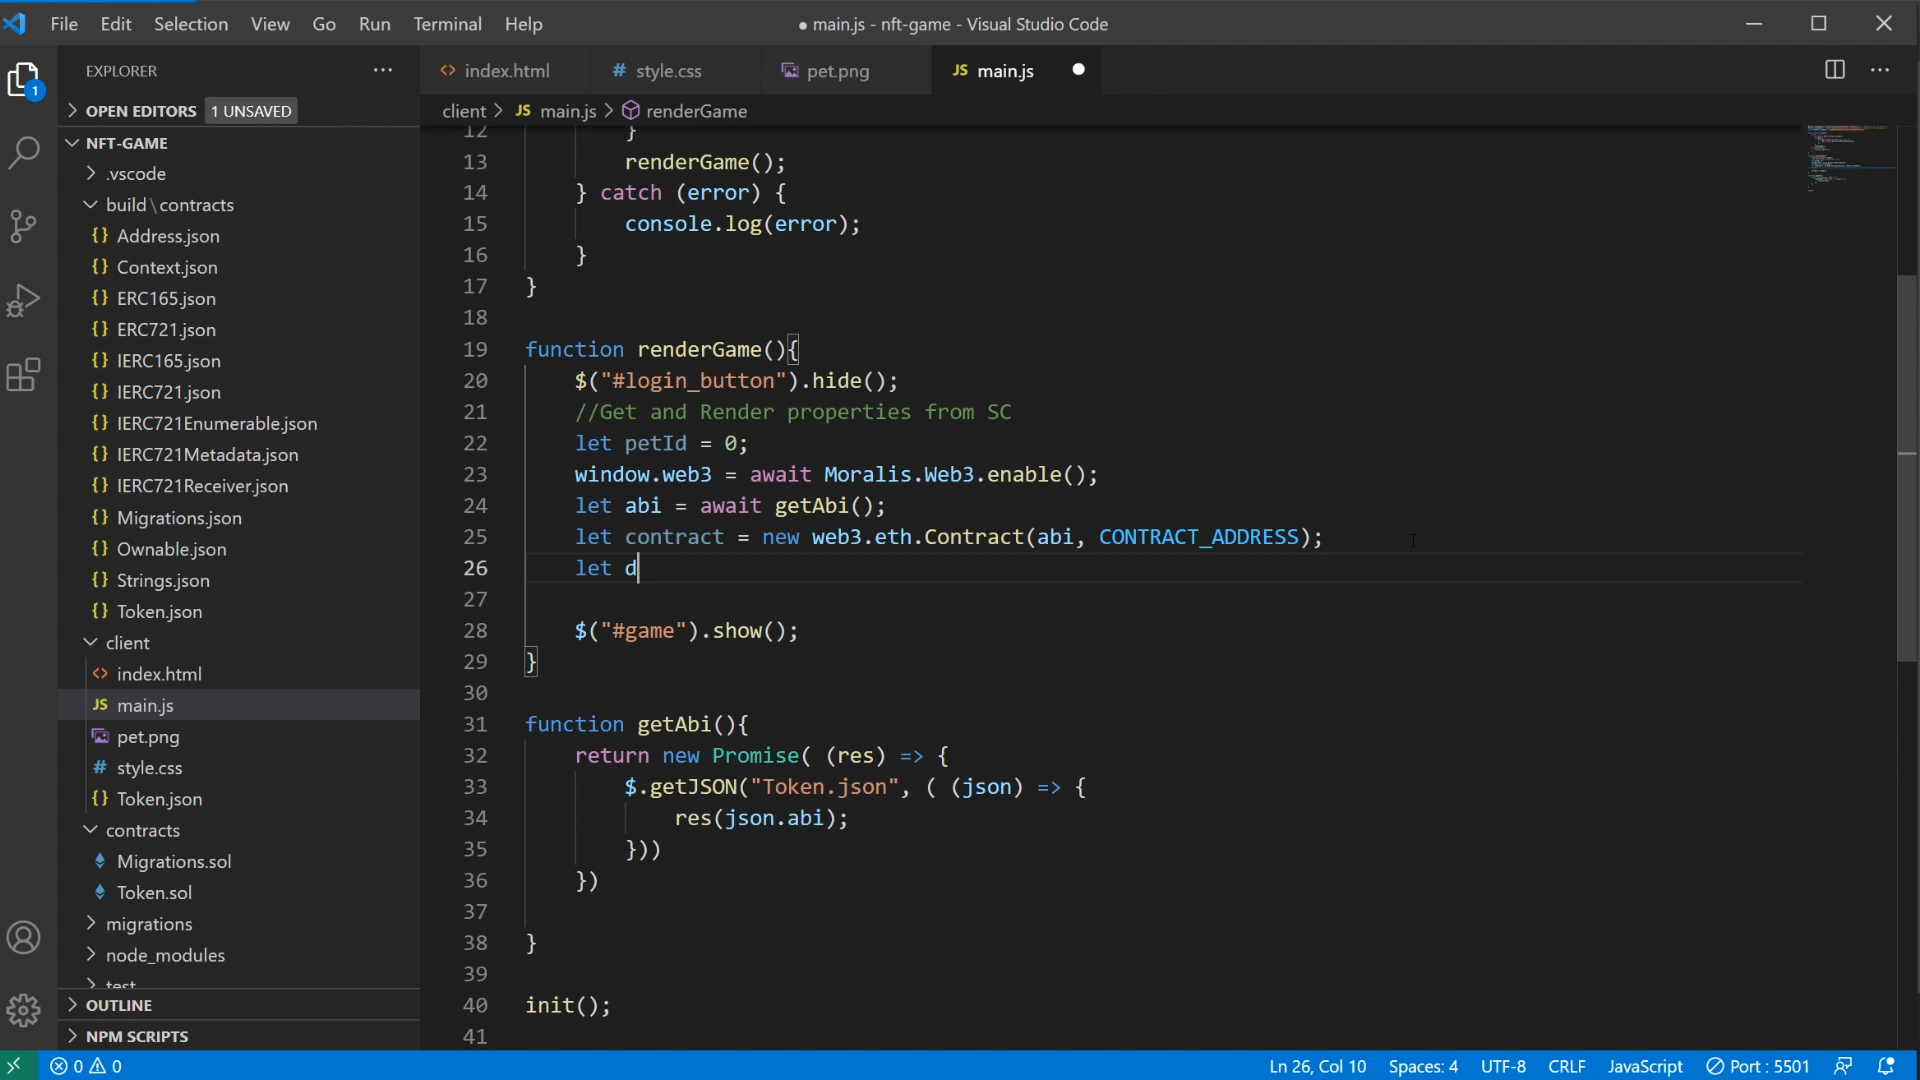 File Edit Selection View Go Run Terminal Help
● main.js - nft-game - Visual Studio Code
EXPLORER
index.html
# style.css
pet.png
JS main.js
1
OPEN EDITORS 1 UNSAVED
client > JS main.js > renderGame
NFT-GAME
.vscode
build\contracts
{} Address.json
{} Context.json
{} ERC165.json
{} ERC721.json
{} IERC165.json
{} IERC721.json
{} IERC721Enumerable.json
{} IERC721Metadata.json
{} IERC721Receiver.json
{} Migrations.json
{} Ownable.json
{} Strings.json
{} Token.json
client
<> index.html
JS main.js
pet.png
# style.css
{} Token.json
contracts
Migrations.sol
Token.sol
migrations
node_modules
test
OUTLINE
NPM SCRIPTS
12 }
13 renderGame();
14 } catch (error) {
15 console.log(error);
16 }
17 }
18
19 function renderGame(){
20 $("#login_button").hide();
21 //Get and Render properties from SC
22 let petId = 0;
23 window.web3 = await Moralis.Web3.enable();
24 let abi = await getAbi();
25 let contract = new web3.eth.Contract(abi, CONTRACT_ADDRESS);
26 let d
27
28 $("#game").show();
29 }
30
31 function getAbi(){
32 return new Promise( (res) => {
33 $.getJSON("Token.json", ( (json) => {
34 res(json.abi);
35 }))
36 })
37
38 }
39
40 init();
41
0 0
Ln 26, Col 10 Spaces: 4 UTF-8 CRLF JavaScript Port : 5501